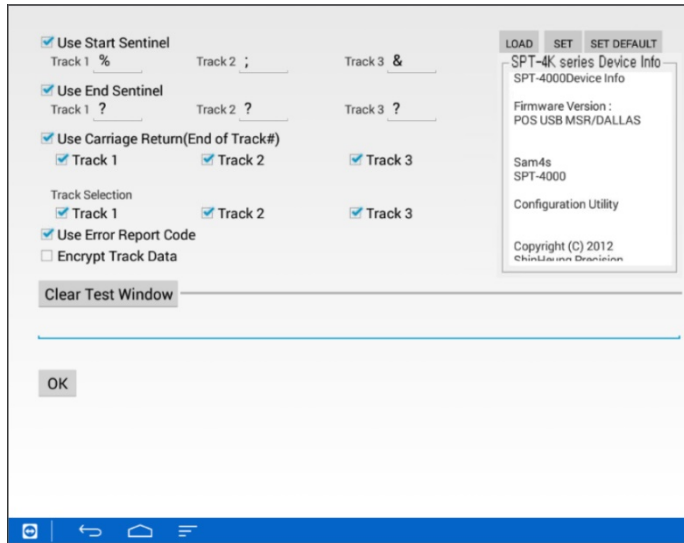 Use Start Sentinel
Track 1 % Track 2 ; Track 3 &
Use End Sentinel
Track 1 ? Track 2 ? Track 3 ?
Use Carriage Return(End of Track#)
Track 1 Track 2 Track 3
Track Selection
Track 1 Track 2 Track 3
Use Error Report Code
Encrypt Track Data
LOAD SET SET DEFAULT
SPT-4K series Device Info
SPT-4000Device Info
Firmware Version :
POS USB MSR/DALLAS
Sam4s
SPT-4000
Configuration Utility
Copyright (C) 2012
ShinHeung Precision
Clear Test Window
OK